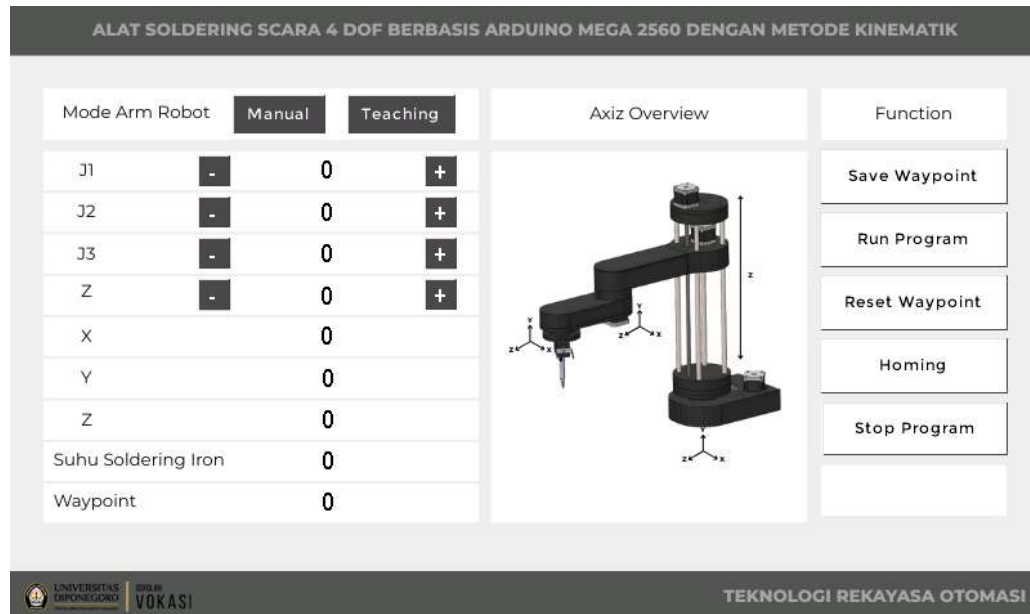 ALAT SOLDERING SCARA 4 DOF BERBASIS ARDUINO MEGA 2560 DENGAN METODE KINEMATIK
Mode Arm Robot Manual Teaching
J1 - 0 +
J2 - 0 +
J3 - 0 +
Z - 0 +
X 0
Y 0
Z 0
Suhu Soldering Iron 0
Waypoint 0
Axiz Overview
Z
Y
Z X
Y
Z X
Y
Z X
Function
Save Waypoint
Run Program
Reset Waypoint
Homing
Stop Program
UNIVERSITAS
DIPONEGORO
SEKOLAH
VOKASI
TEKNOLOGI REKAYASA OTOMASI